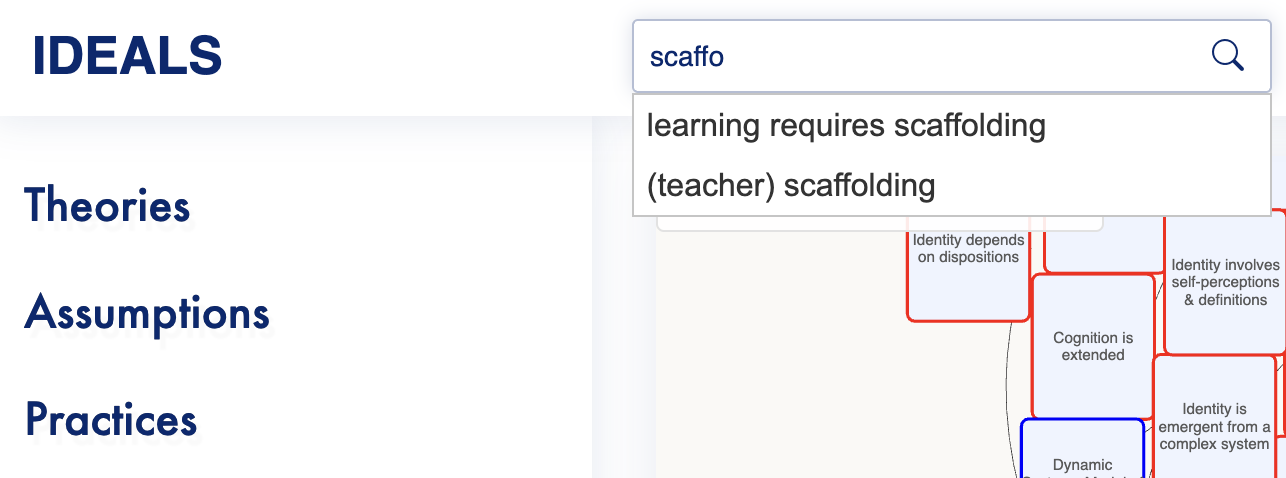 IDEALS
scaffo
learning requires scaffolding
(teacher) scaffolding
Theories
Assumptions
Practices
Identity depends
on dispositions
Identity involves
self-perceptions
& definitions
Cognition is
extended
Identity is
emergent from a
complex system
Dynamic